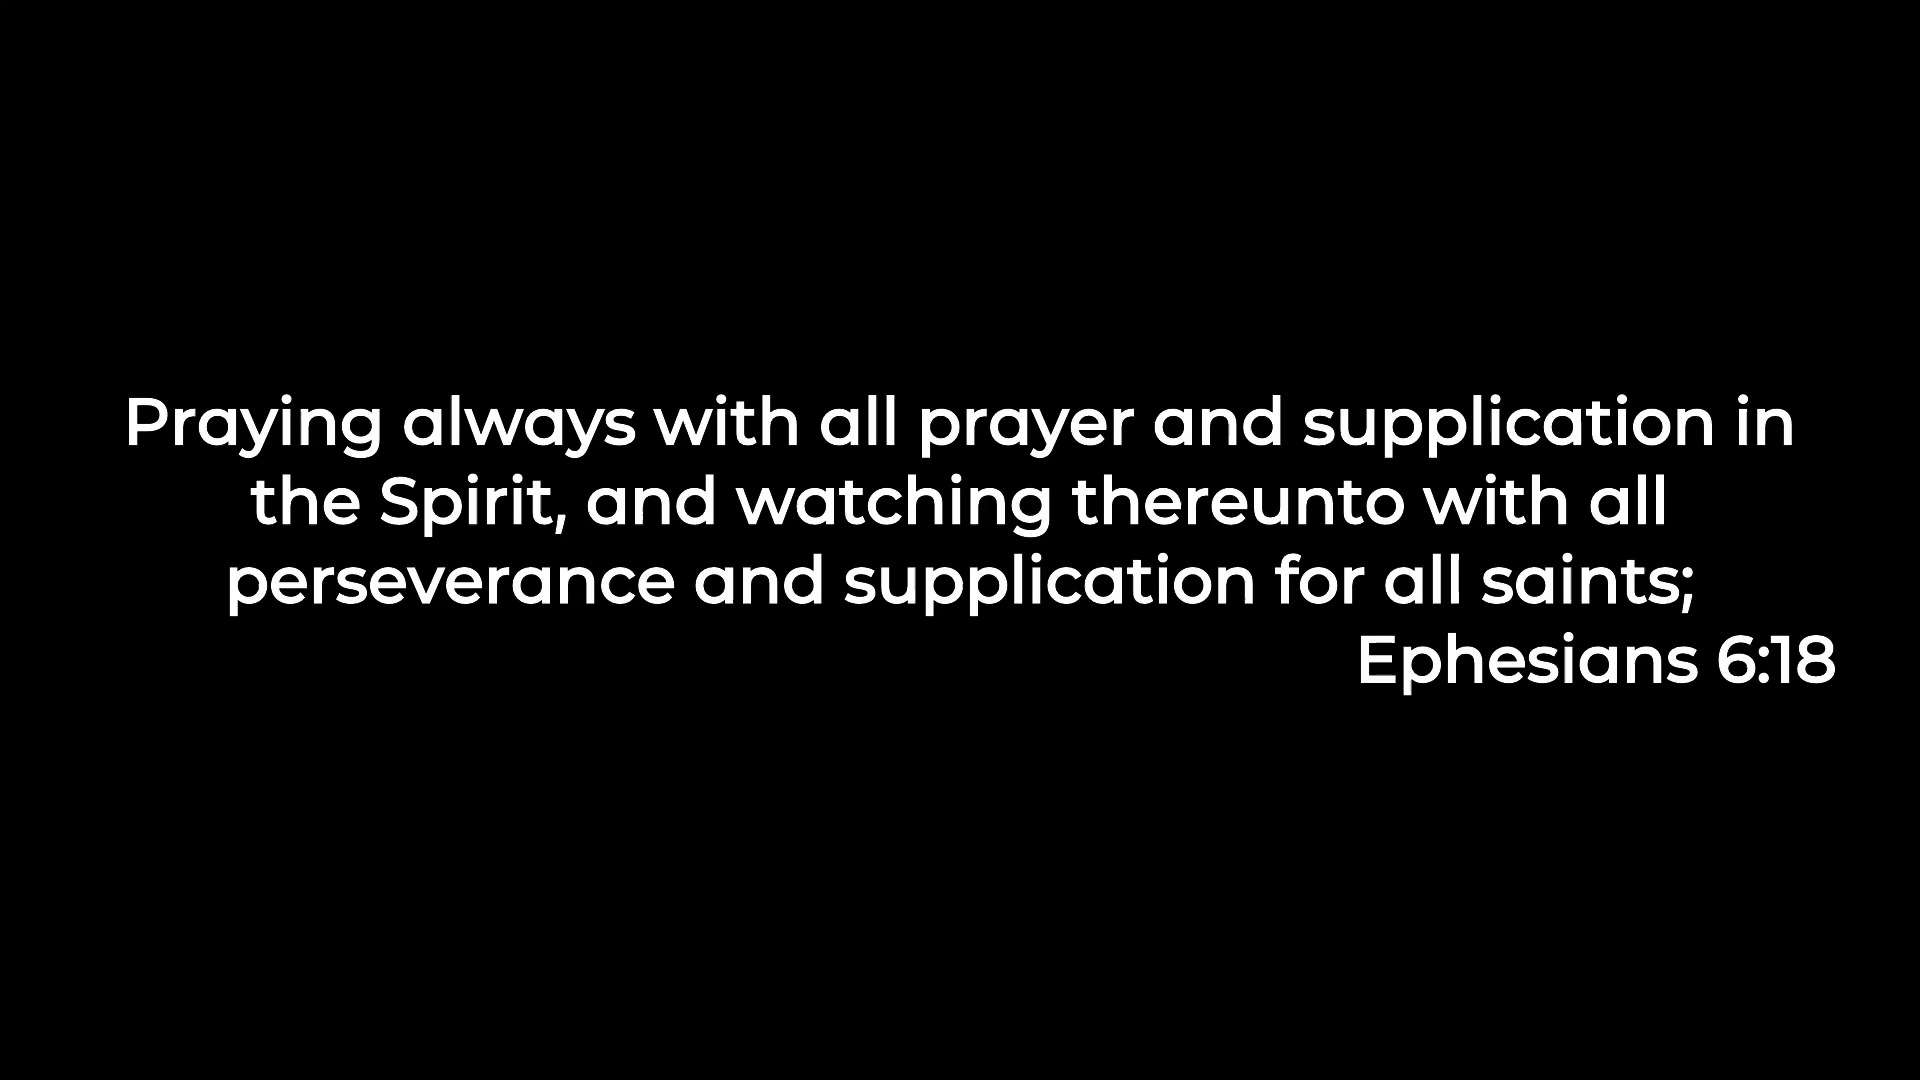 Praying always with all prayer and supplication in
the Spirit, and watching thereunto with all
perseverance and supplication for all saints;
Ephesians 6:18